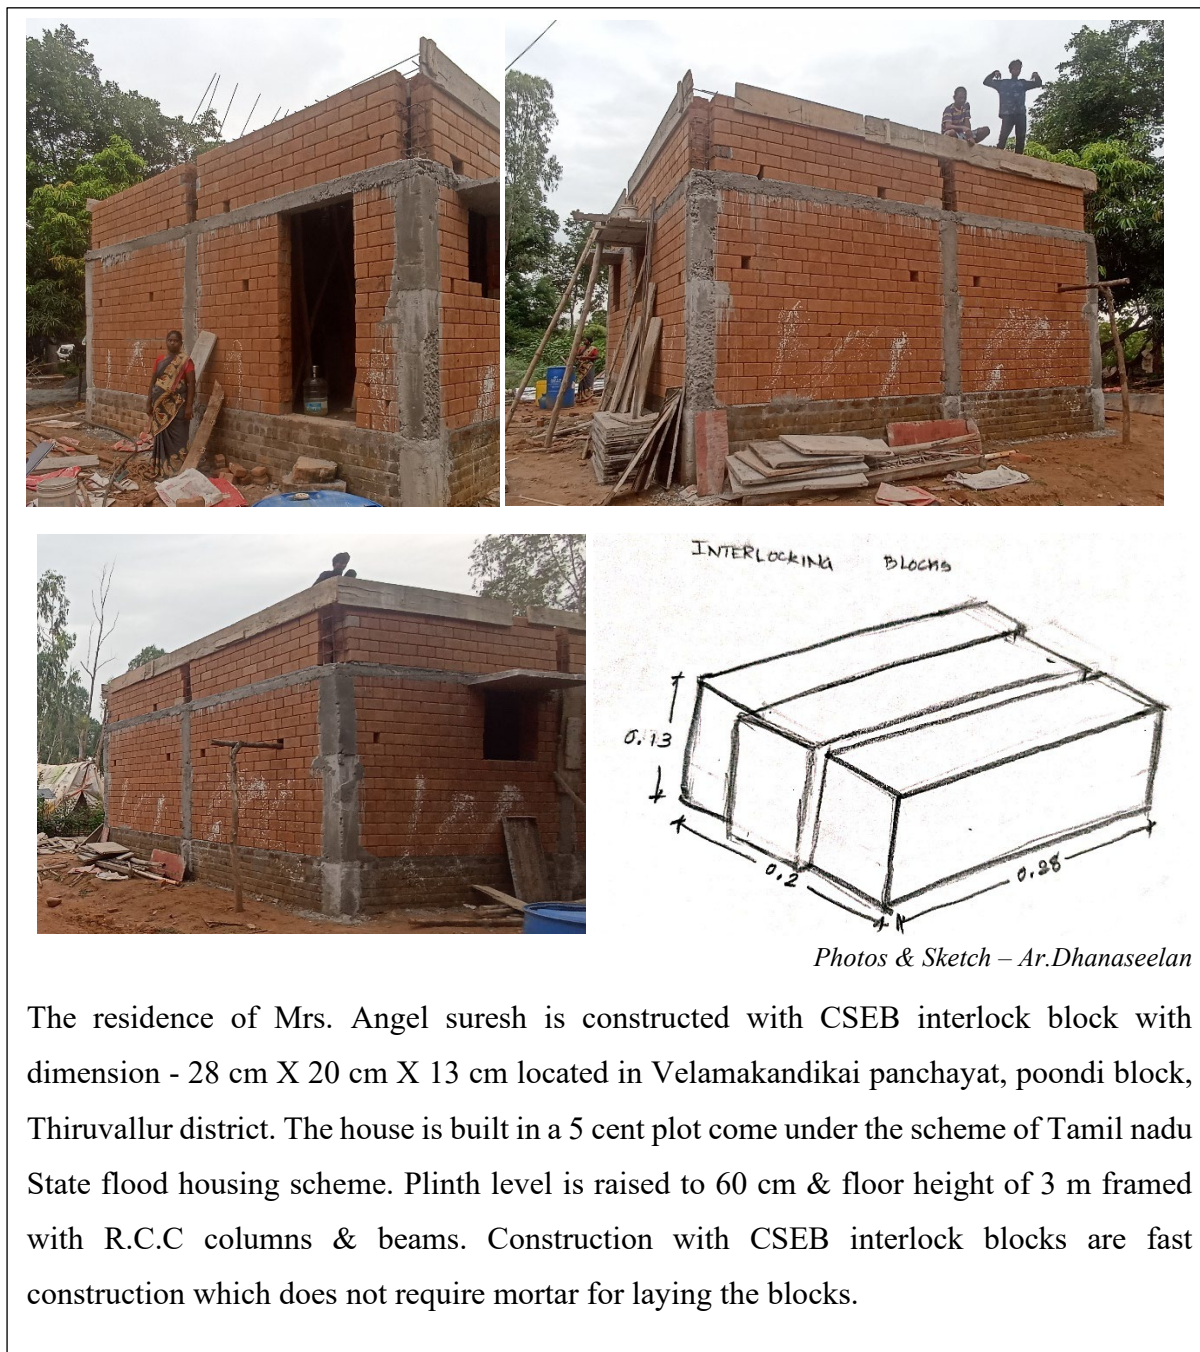 INTERLOCKING BLOCKS
0.13
0.2
0.28
Photos & Sketch – Ar.Dhanaseelan
The residence of Mrs. Angel suresh is constructed with CSEB interlock block with
dimension - 28 cm X 20 cm X 13 cm located in Velamakandikai panchayat, poondi block,
Thiruvallur district. The house is built in a 5 cent plot come under the scheme of Tamil nadu
State flood housing scheme. Plinth level is raised to 60 cm & floor height of 3 m framed
with R.C.C columns & beams. Construction with CSEB interlock blocks are fast
construction which does not require mortar for laying the blocks.